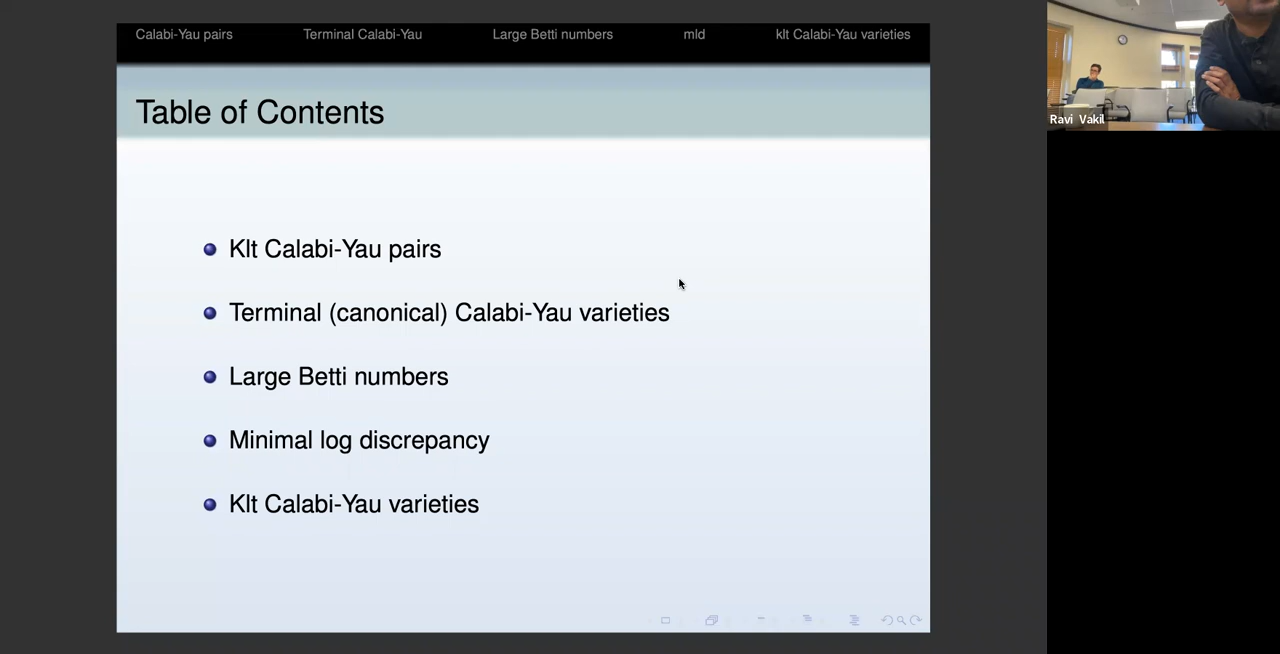 Calabi-Yau pairs Terminal Calabi-Yau Large Betti numbers mld klt Calabi-Yau varieties
Table of Contents
Klt Calabi-Yau pairs
Terminal (canonical) Calabi-Yau varieties
Large Betti numbers
Minimal log discrepancy
Klt Calabi-Yau varieties
Ravi Vakil